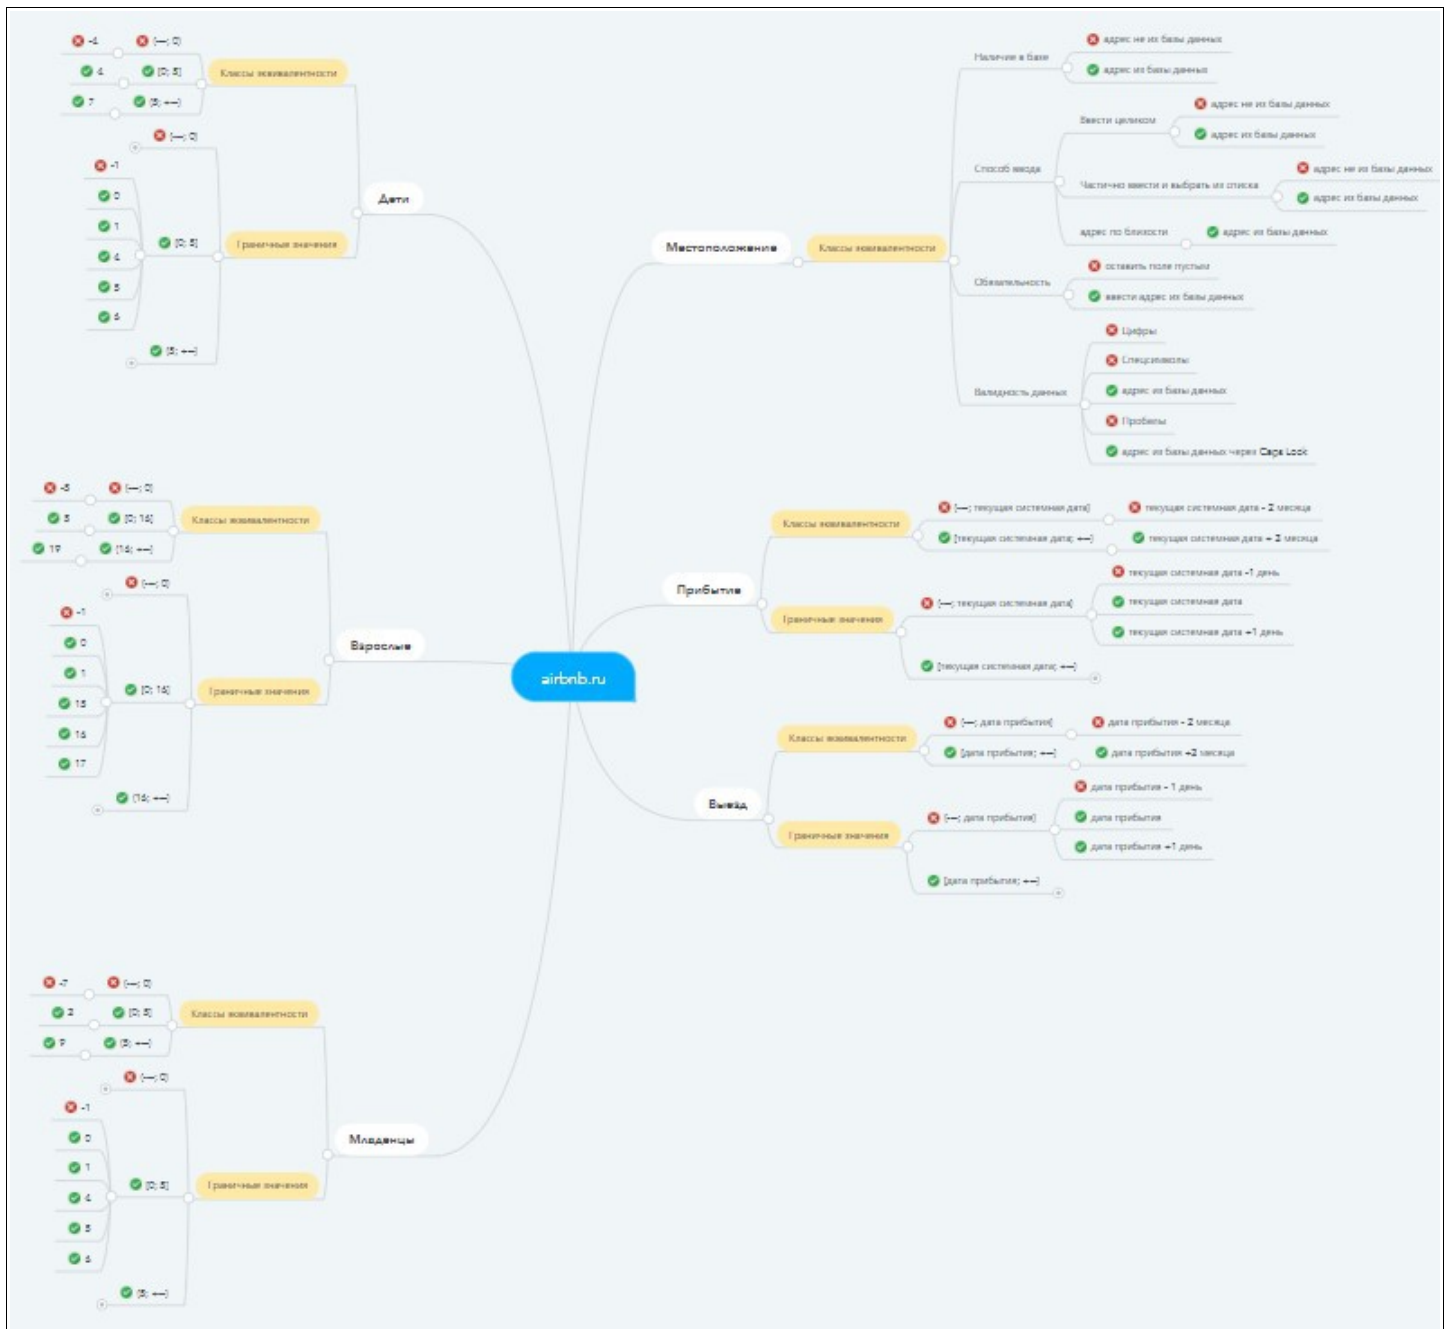 airbnb.ru
Дети
Классы эквивалентности
(-∞; 0)
-4
[0; 5]
4
(5; +∞)
7
Граничные значения
(-∞; 0)
[0; 5]
-1
0
1
4
5
6
(5; +∞)
Взрослые
Классы эквивалентности
(-∞; 0)
-5
[0; 16]
5
(16; +∞)
19
Граничные значения
(-∞; 0)
[0; 16]
-1
0
1
15
16
17
(16; +∞)
Младенцы
Классы эквивалентности
(-∞; 0)
-7
[0; 5]
2
(5; +∞)
9
Граничные значения
(-∞; 0)
[0; 5]
-1
0
1
4
5
6
(5; +∞)
Местоположение
Классы эквивалентности
Наличие в базе
адрес не из базы данных
адрес из базы данных
Способ ввода
Ввести целиком
адрес не из базы данных
адрес из базы данных
Частично ввести и выбрать из списка
адрес не из базы данных
адрес из базы данных
адрес по близости
адрес из базы данных
Обязательность
оставить поле пустым
ввести адрес из базы данных
Валидность данных
Цифры
Спецсимволы
адрес из базы данных
Пробелы
адрес из базы данных через Caps Lock
Прибытие
Классы эквивалентности
(-∞; текущая системная дата)
текущая системная дата - 2 месяца
[текущая системная дата; +∞)
текущая системная дата + 2 месяца
Граничные значения
(-∞; текущая системная дата)
текущая системная дата -1 день
текущая системная дата
текущая системная дата +1 день
[текущая системная дата; +∞)
Выезд
Классы эквивалентности
(-∞; дата прибытия)
дата прибытия - 2 месяца
[дата прибытия; +∞)
дата прибытия +2 месяца
Граничные значения
(-∞; дата прибытия)
дата прибытия - 1 день
дата прибытия
дата прибытия +1 день
[дата прибытия; +∞)